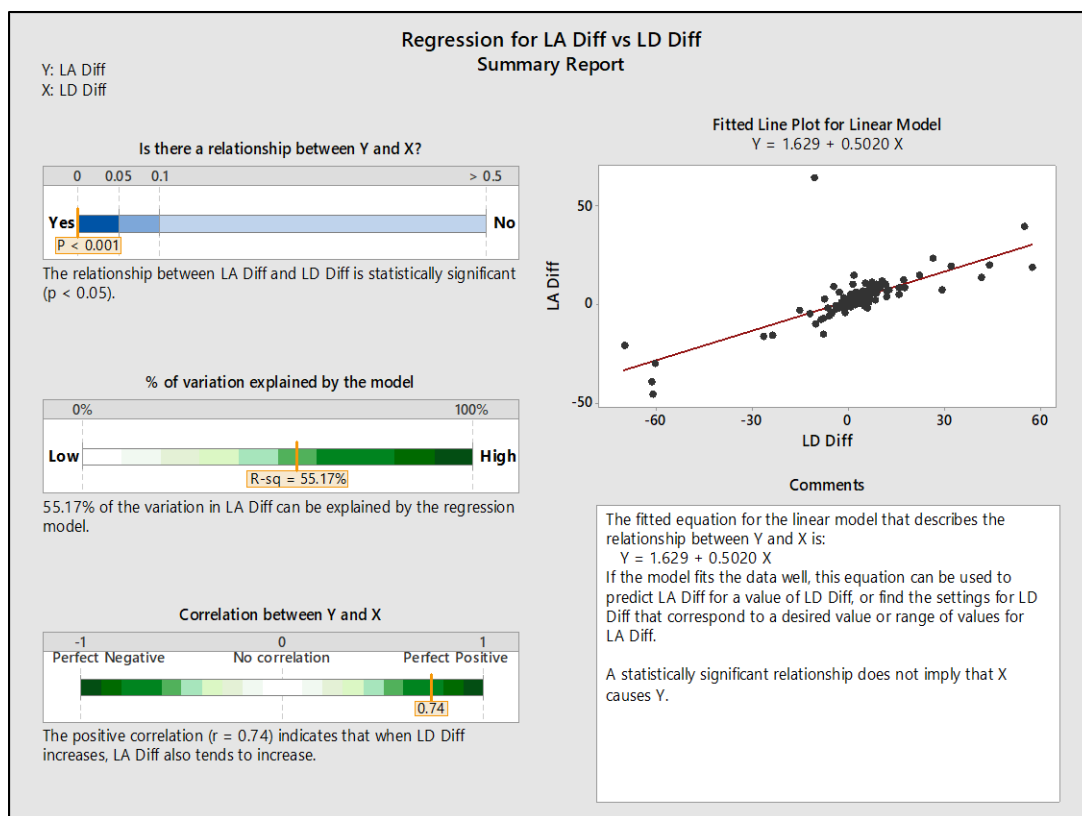 Regression for LA Diff vs LD Diff
Summary Report
Y: LA Diff
X: LD Diff
Is there a relationship between Y and X?
0 0.05 0.1 > 0.5
Yes No
P < 0.001
The relationship between LA Diff and LD Diff is statistically significant
(p < 0.05).
% of variation explained by the model
0% 100%
Low High
R-sq = 55.17%
55.17% of the variation in LA Diff can be explained by the regression
model.
Correlation between Y and X
-1 0 1
Perfect Negative No correlation Perfect Positive
0.74
The positive correlation (r = 0.74) indicates that when LD Diff
increases, LA Diff also tends to increase.
Fitted Line Plot for Linear Model
Y = 1.629 + 0.5020 X
50
0
-50
LA Diff
-60 -30 0 30 60
LD Diff
Comments
The fitted equation for the linear model that describes the
relationship between Y and X is:
Y = 1.629 + 0.5020 X
If the model fits the data well, this equation can be used to
predict LA Diff for a value of LD Diff, or find the settings for LD
Diff that correspond to a desired value or range of values for
LA Diff.
A statistically significant relationship does not imply that X
causes Y.